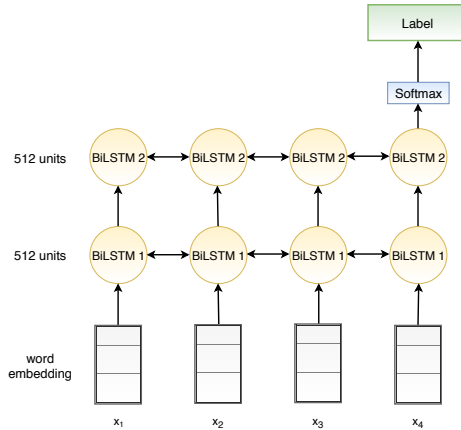 Label
Softmax
512 units BiLSTM 2 BiLSTM 2 BiLSTM 2 BiLSTM 2
512 units BiLSTM 1 BiLSTM 1 BiLSTM 1 BiLSTM 1
word
embedding
x₁ x₂ x₃ x₄